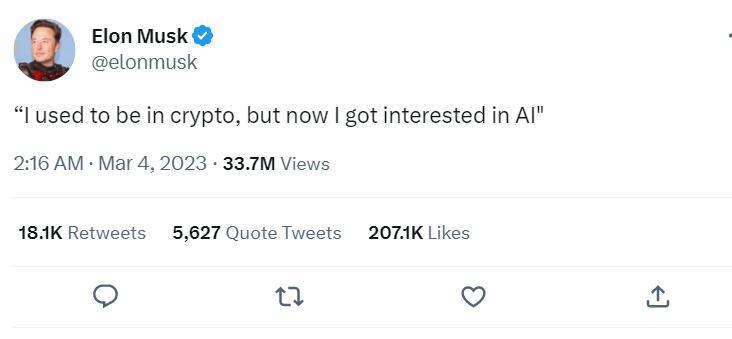 Elon Musk
@elonmusk
“I used to be in crypto, but now I got interested in AI"
2:16 AM · Mar 4, 2023 · 33.7M Views
18.1K Retweets 5,627 Quote Tweets 207.1K Likes